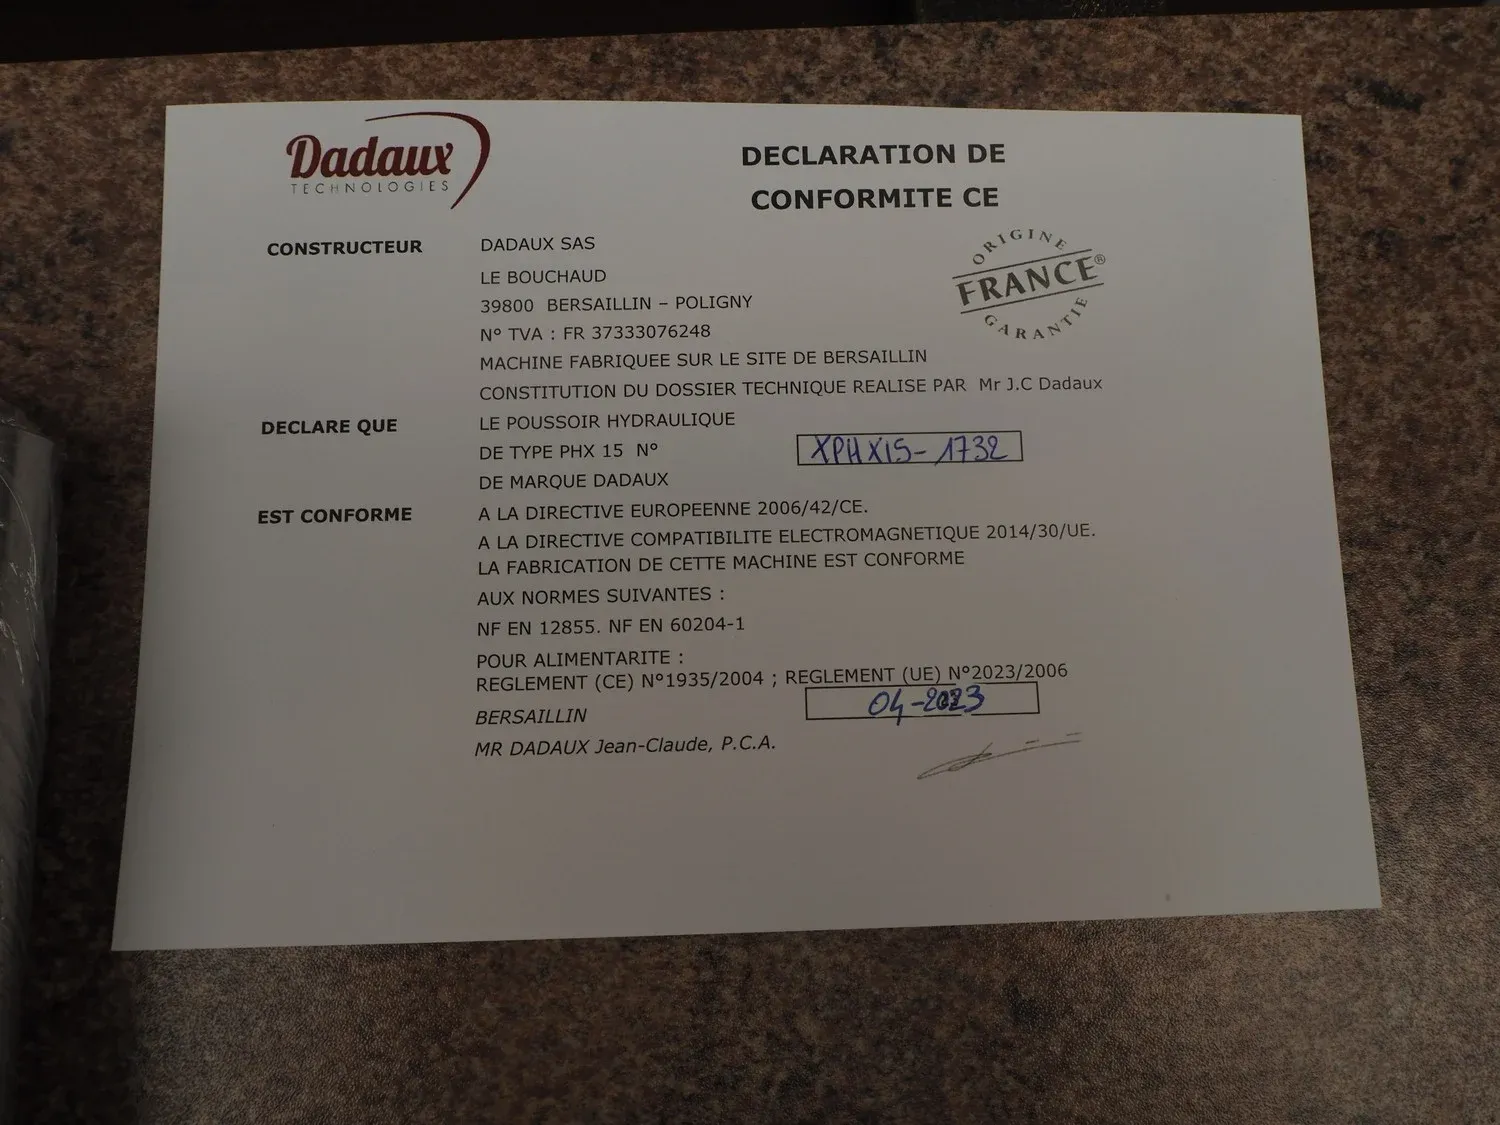 Dadaux
TECHNOLOGIES
DECLARATION DE
CONFORMITE CE
ORIGINE
FRANCE®
GARANTIE
CONSTRUCTEUR DADAUX SAS
LE BOUCHAUD
39800 BERSAILLIN – POLIGNY
N° TVA : FR 37333076248
MACHINE FABRIQUEE SUR LE SITE DE BERSAILLIN
CONSTITUTION DU DOSSIER TECHNIQUE REALISE PAR Mr J.C Dadaux
DECLARE QUE LE POUSSOIR HYDRAULIQUE
DE TYPE PHX 15 N° XPHX15-1732
DE MARQUE DADAUX
EST CONFORME A LA DIRECTIVE EUROPEENNE 2006/42/CE.
A LA DIRECTIVE COMPATIBILITE ELECTROMAGNETIQUE 2014/30/UE.
LA FABRICATION DE CETTE MACHINE EST CONFORME
AUX NORMES SUIVANTES :
NF EN 12855. NF EN 60204-1
POUR ALIMENTARITE :
REGLEMENT (CE) N°1935/2004 ; REGLEMENT (UE) N°2023/2006
BERSAILLIN 04-2023
MR DADAUX Jean-Claude, P.C.A.